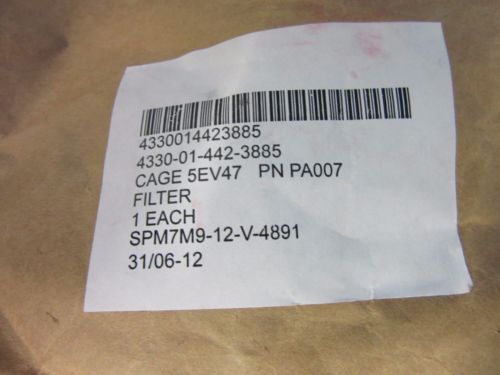 4330014423885
4330-01-442-3885
CAGE 5EV47 PN PA007
FILTER
1 EACH
SPM7M9-12-V-4891
31/06-12